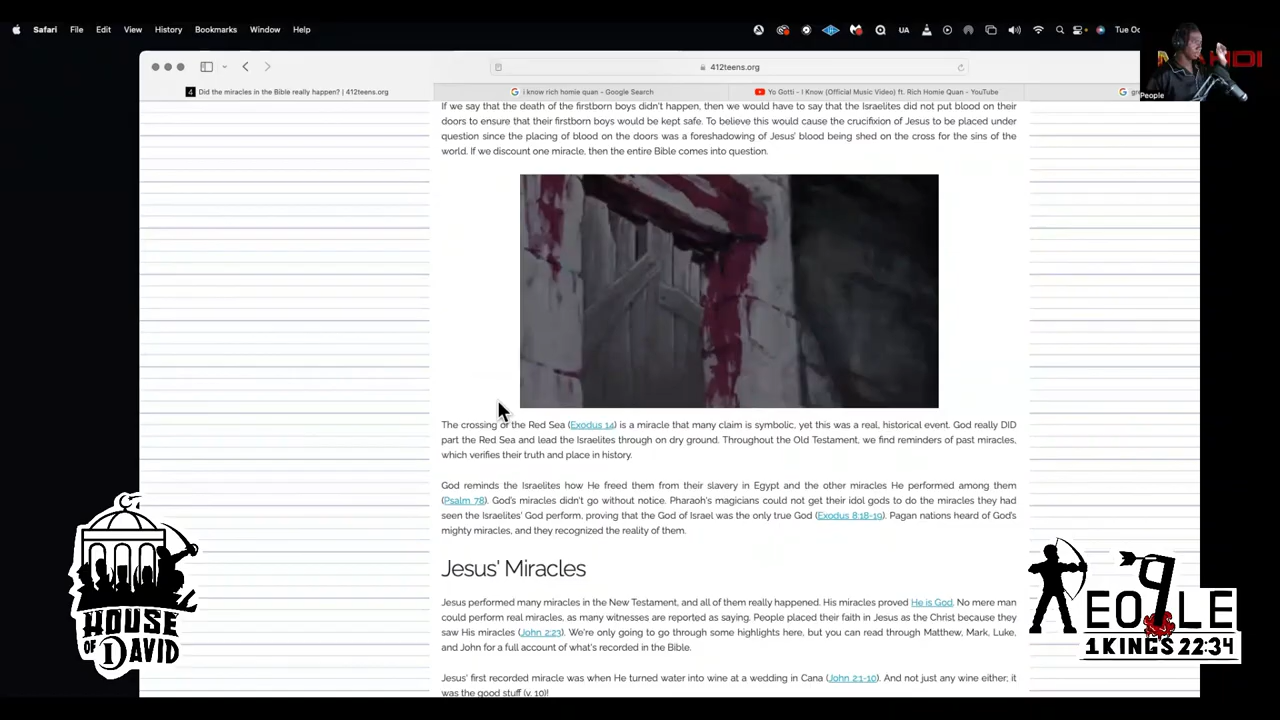 Safari File Edit View History Bookmarks Window Help
UA
Tue Oc
412teens.org
4 Did the miracles in the Bible really happen? | 412teens.org
G i know rich homie quan - Google Search
Yo Gotti - I Know (Official Music Video) ft. Rich Homie Quan - YouTube
People
If we say that the death of the firstborn boys didn't happen, then we would have to say that the Israelites did not put blood on their
doors to ensure that their firstborn boys would be kept safe. To believe this would cause the crucifixion of Jesus to be placed under
question since the placing of blood on the doors was a foreshadowing of Jesus' blood being shed on the cross for the sins of the
world. If we discount one miracle, then the entire Bible comes into question.
The crossing of the Red Sea (Exodus 14) is a miracle that many claim is symbolic, yet this was a real, historical event. God really DID
part the Red Sea and lead the Israelites through on dry ground. Throughout the Old Testament, we find reminders of past miracles,
which verifies their truth and place in history.
God reminds the Israelites how He freed them from their slavery in Egypt and the other miracles He performed among them
(Psalm 78). God's miracles didn't go without notice. Pharaoh's magicians could not get their idol gods to do the miracles they had
seen the Israelites' God perform, proving that the God of Israel was the only true God (Exodus 8:18-19). Pagan nations heard of God's
mighty miracles, and they recognized the reality of them.
Jesus' Miracles
Jesus performed many miracles in the New Testament, and all of them really happened. His miracles proved He is God. No mere man
could perform real miracles, as many witnesses are reported as saying. People placed their faith in Jesus as the Christ because they
saw His miracles (John 2:23). We're only going to go through some highlights here, but you can read through Matthew, Mark, Luke,
and John for a full account of what's recorded in the Bible.
Jesus' first recorded miracle was when He turned water into wine at a wedding in Cana (John 2:1-10). And not just any wine either, it
was the good stuff (v. 10)!
HOUSE
OF DAVID
1 KINGS 22:34